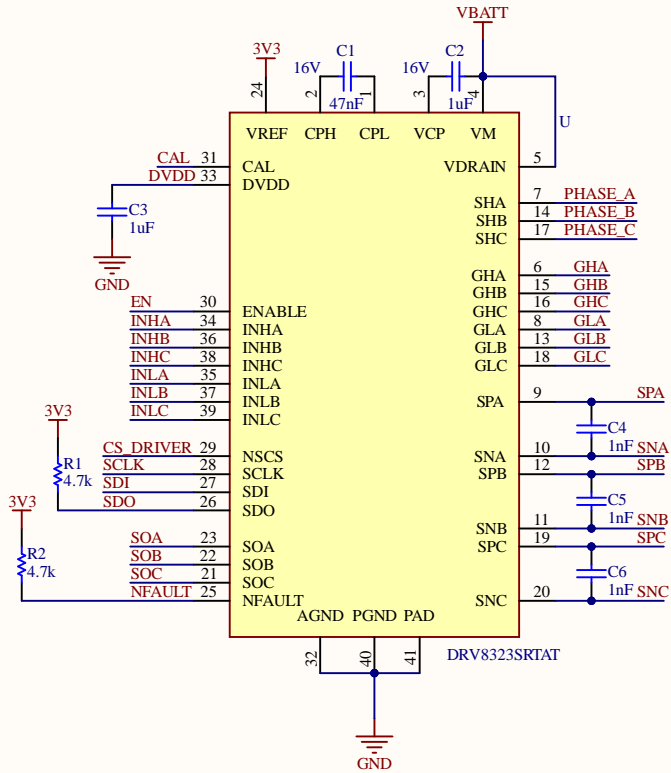 VBATT
3V3
C1
C2
16V
16V
24
2
47nF
1
3
1uF
4
U
VREF
CPH
CPL
VCP
VM
CAL
31
CAL
VDRAIN
5
DVDD
33
DVDD
C3
1uF
GND
SHA
7
PHASE_A
SHB
14
PHASE_B
SHC
17
PHASE_C
GHA
6
GHA
GHB
15
GHB
GHC
16
GHC
GLA
8
GLA
GLB
13
GLB
GLC
18
GLC
EN
30
ENABLE
INHA
34
INHA
INHB
36
INHB
INHC
38
INHC
INLA
35
INLA
INLB
37
INLB
INLC
39
INLC
SPA
9
SPA
C4
1nF
SNA
10
SNA
SPB
12
SPB
C5
1nF
SNB
11
SNB
SPC
19
SPC
C6
1nF
SNC
20
SNC
3V3
R1
4.7k
CS_DRIVER
29
NSCS
SCLK
28
SCLK
SDI
27
SDI
SDO
26
SDO
3V3
R2
4.7k
SOA
23
SOA
SOB
22
SOB
SOC
21
SOC
NFAULT
25
NFAULT
AGND
PGND
PAD
32
40
41
DRV8323SRTAT
GND